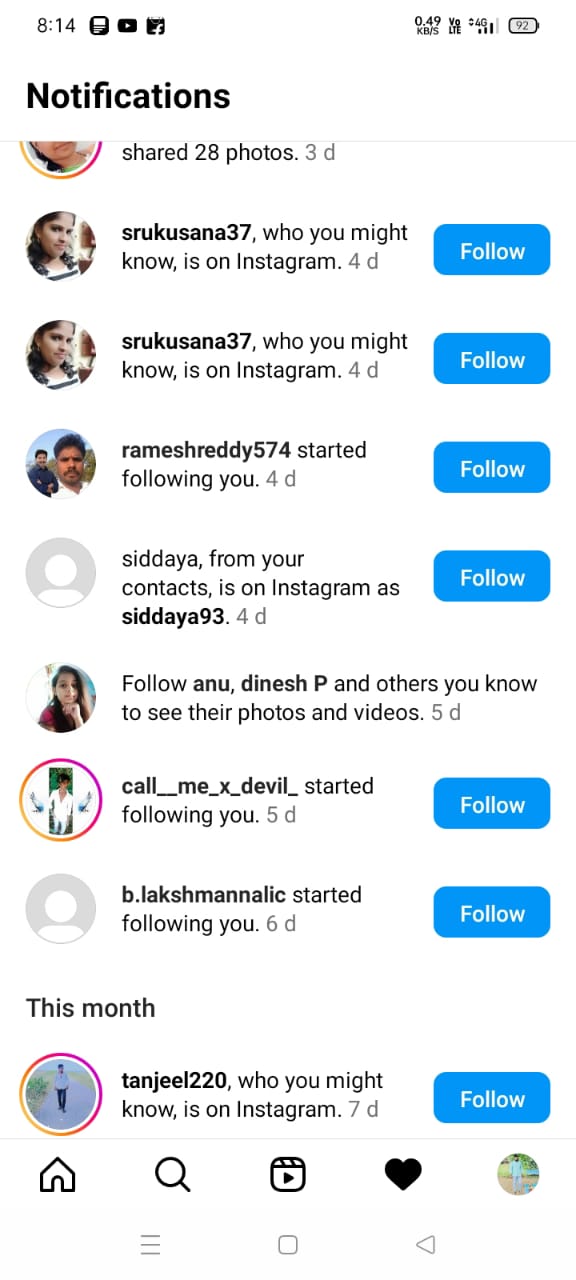 8:14
0.49 KB/S Vo LTE 4G 92
Notifications
shared 28 photos. 3 d
srukusana37, who you might
know, is on Instagram. 4 d
Follow
srukusana37, who you might
know, is on Instagram. 4 d
Follow
rameshreddy574 started
following you. 4 d
Follow
siddaya, from your
contacts, is on Instagram as
siddaya93. 4 d
Follow
Follow anu, dinesh P and others you know
to see their photos and videos. 5 d
call__me_x_devil_ started
following you. 5 d
Follow
b.lakshmannalic started
following you. 6 d
Follow
This month
tanjeel220, who you might
know, is on Instagram. 7 d
Follow